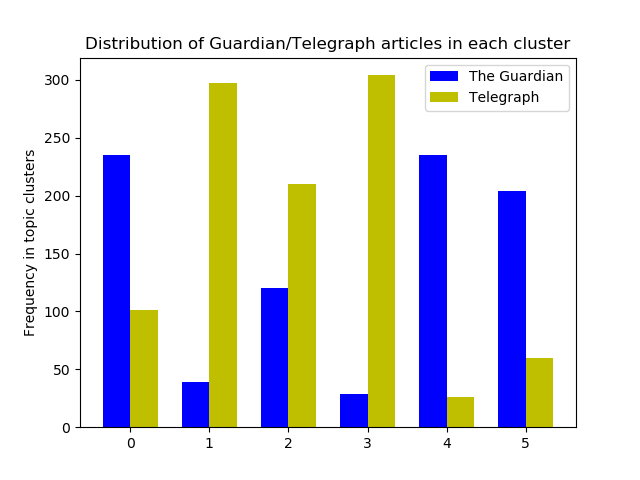 Distribution of Guardian/Telegraph articles in each cluster
The Guardian
Telegraph
Frequency in topic clusters
300
250
200
150
100
50
0
0 1 2 3 4 5